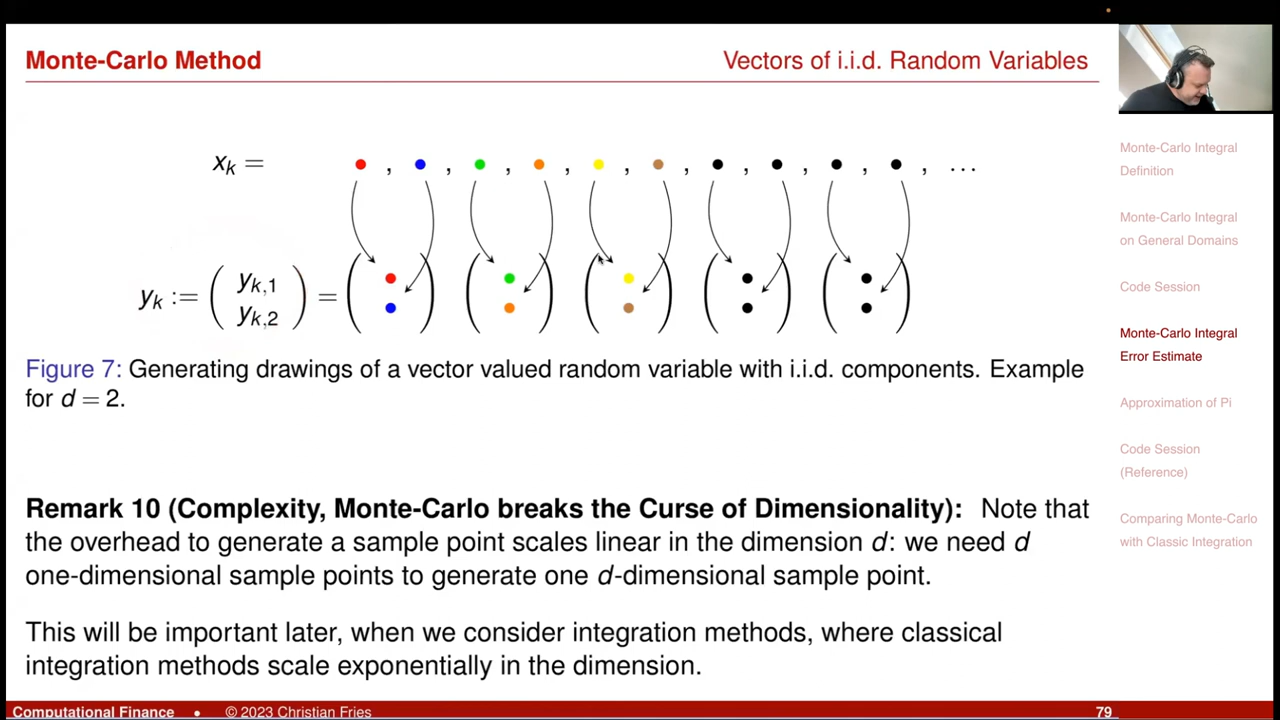 Monte-Carlo Method
Vectors of i.i.d. Random Variables
xₖ = , , , , , , , , , , ...
yₖ := ( yₖ,₁ yₖ,₂ ) = ( ) ( ) ( ) ( ) ( )
Figure 7: Generating drawings of a vector valued random variable with i.i.d. components. Example
for d = 2.
Remark 10 (Complexity, Monte-Carlo breaks the Curse of Dimensionality): Note that
the overhead to generate a sample point scales linear in the dimension d: we need d
one-dimensional sample points to generate one d-dimensional sample point.
This will be important later, when we consider integration methods, where classical
integration methods scale exponentially in the dimension.
Monte-Carlo Integral
Definition
Monte-Carlo Integral
on General Domains
Code Session
Monte-Carlo Integral
Error Estimate
Approximation of Pi
Code Session
(Reference)
Comparing Monte-Carlo
with Classic Integration
Computational Finance • © 2023 Christian Fries
79